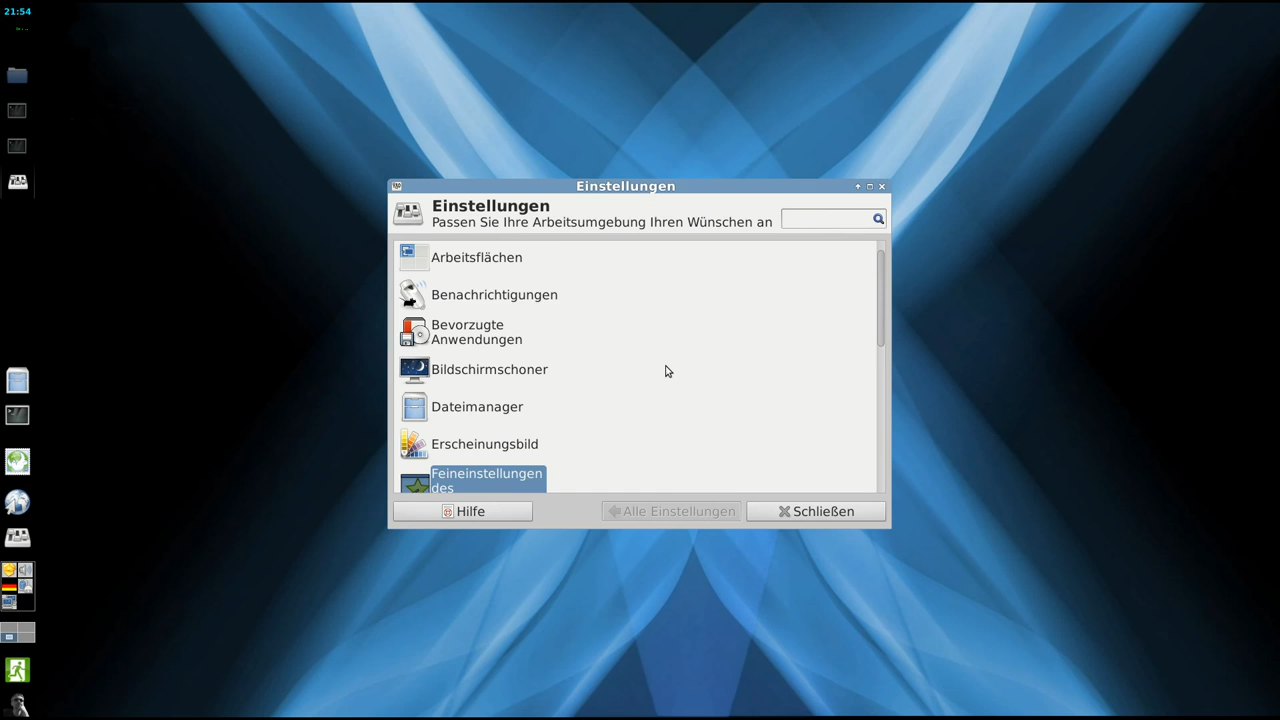 21:54
Einstellungen
Einstellungen
Passen Sie Ihre Arbeitsumgebung Ihren Wünschen an
Arbeitsflächen
Benachrichtigungen
Bevorzugte
Anwendungen
Bildschirmschoner
Dateimanager
Erscheinungsbild
Feineinstellungen
des
Hilfe
Alle Einstellungen
Schließen